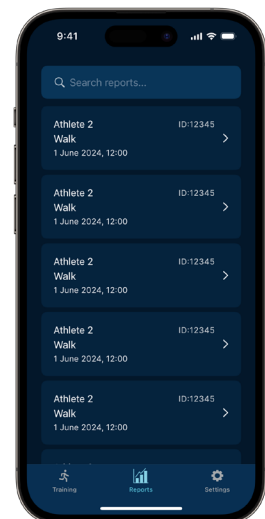 9:41
Search reports...
Athlete 2 ID:12345
Walk
1 June 2024, 12:00
Athlete 2 ID:12345
Walk
1 June 2024, 12:00
Athlete 2 ID:12345
Walk
1 June 2024, 12:00
Athlete 2 ID:12345
Walk
1 June 2024, 12:00
Athlete 2 ID:12345
Walk
1 June 2024, 12:00
Training Reports Settings